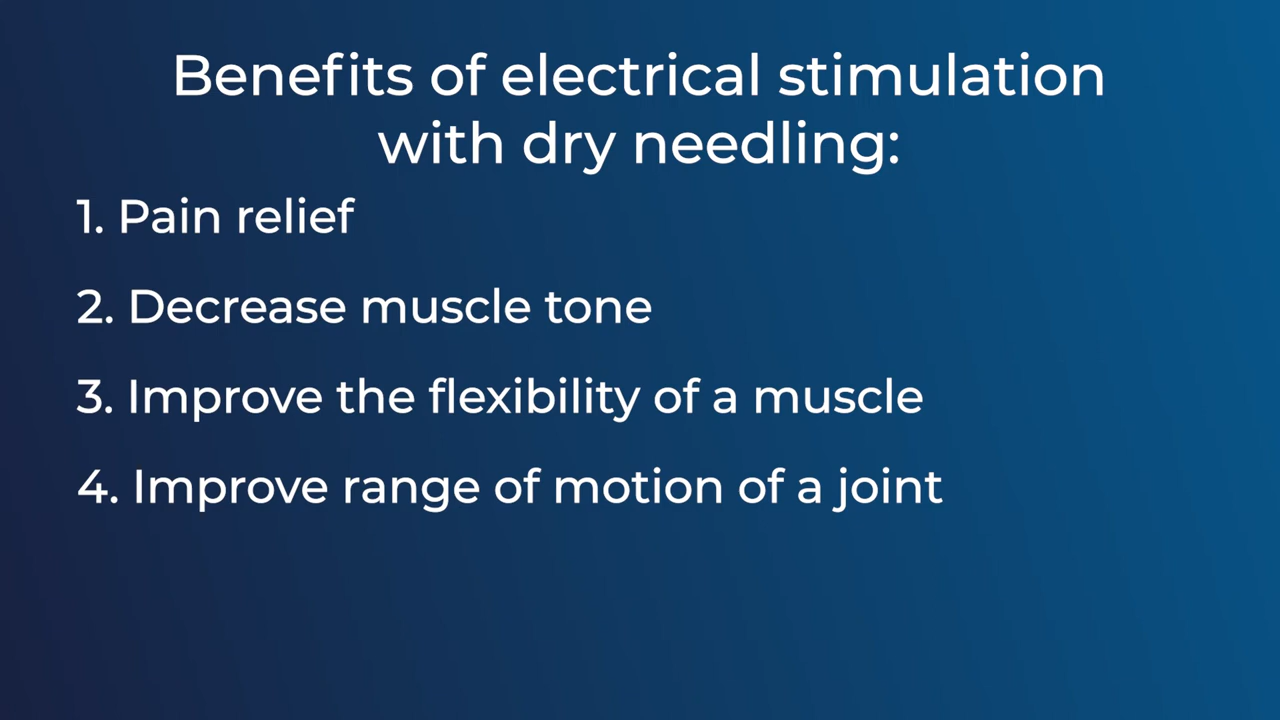 Benefits of electrical stimulation
with dry needling:
1. Pain relief
2. Decrease muscle tone
3. Improve the flexibility of a muscle
4. Improve range of motion of a joint